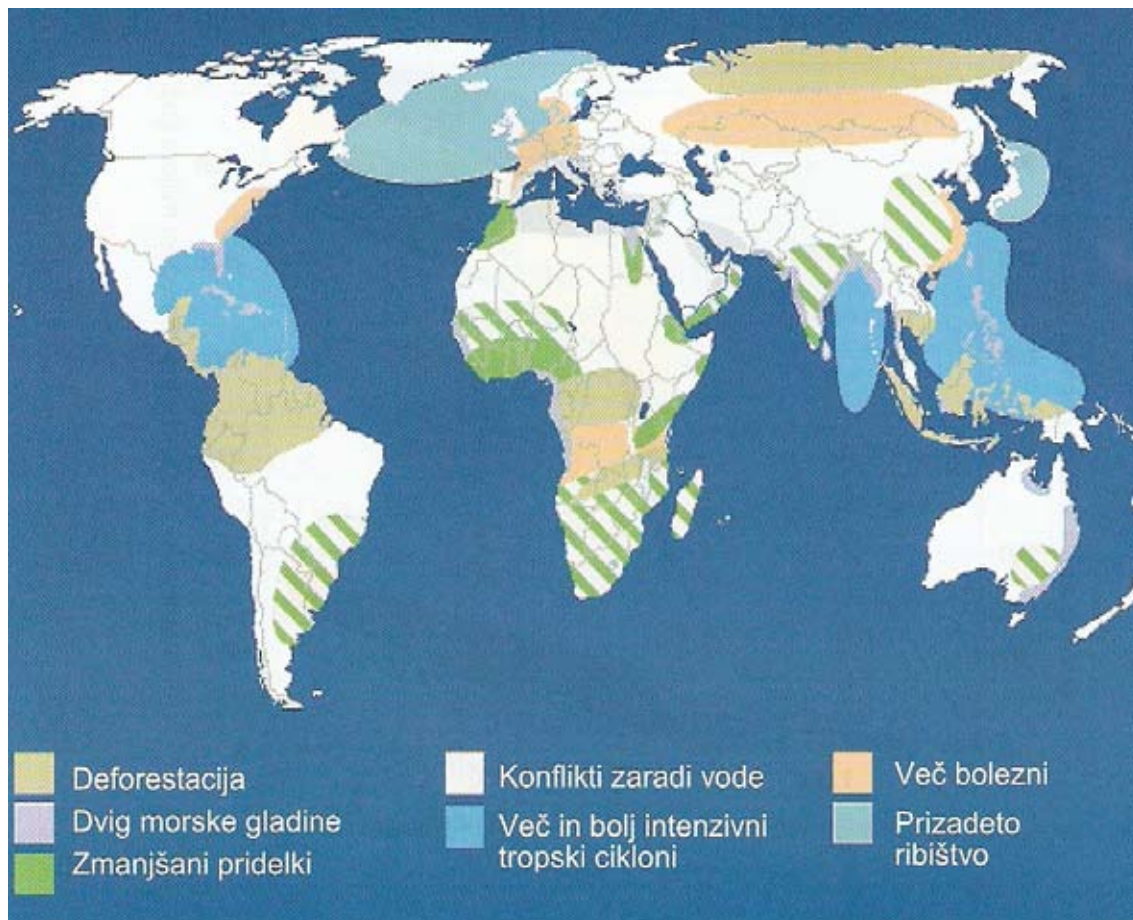 Deforestacija
Dvig morske gladine
Zmanjšani pridelki
Konflikti zaradi vode
Več in bolj intenzivni
tropski cikloni
Več bolezni
Prizadeto
ribištvo